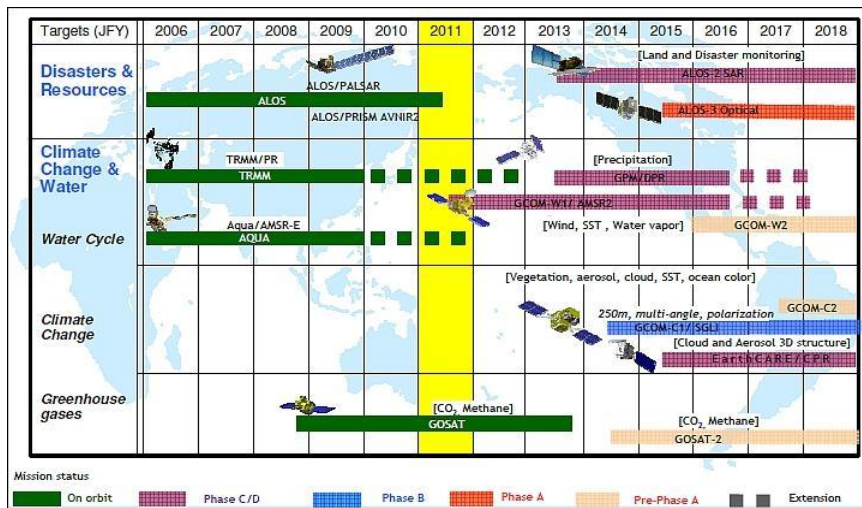 Targets (JFY) 2006 2007 2008 2009 2010 2011 2012 2013 2014 2015 2016 2017 2018
Disasters &
Resources
[Land and Disaster monitoring]
ALOS-2 SAR
ALOS/PALSAR
ALOS
ALOS/PRISM AVNIR2
ALOS-3 Optical
Climate
Change &
Water
TRMM/PR
[Precipitation]
TRMM
GPM/DPR
GCOM-W1/ AMSR2
Aqua/AMSR-E
[Wind, SST , Water vapor]
GCOM-W2
Water Cycle
AQUA
[Vegetation, aerosol, cloud, SST, ocean color]
GCOM-C2
Climate
Change
250m, multi-angle, polarization
GCOM-C1/ SGLI
[Cloud and Aerosol 3D structure]
EarthCARE/CPR
Greenhouse
gases
[CO2, Methane]
GOSAT
[CO2, Methane]
GOSAT-2
Mission status
On orbit Phase C/D Phase B Phase A Pre-Phase A Extension